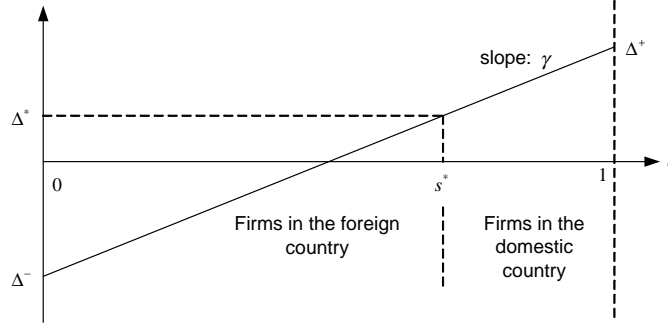 slope: γ
Δ⁺
Δ*
0
s*
1
Firms in the foreign
country
Firms in the
domestic
country
Δ⁻